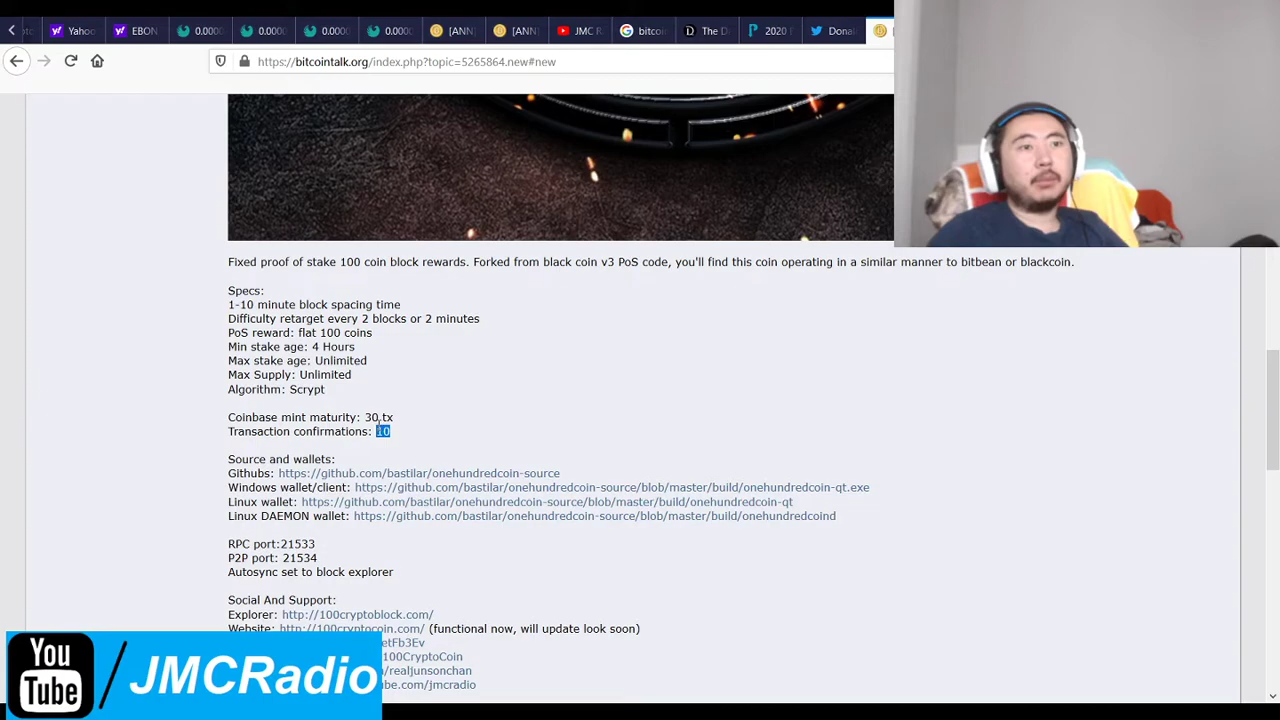 Yahoo
EBON
0.0000
0.0000
0.0000
0.000
[ANN]
[ANN
JMC R
bitcoi
The D
2020 F
Donal
https://bitcointalk.org/index.php?topic=5265864.new#new
Fixed proof of stake 100 coin block rewards. Forked from black coin v3 PoS code, you'll find this coin operating in a similar manner to bitbean or blackcoin.
Specs:
1-10 minute block spacing time
Difficulty retarget every 2 blocks or 2 minutes
PoS reward: flat 100 coins
Min stake age: 4 Hours
Max stake age: Unlimited
Max Supply: Unlimited
Algorithm: Scrypt
Coinbase mint maturity: 30 tx
Transaction confirmations: 10
Source and wallets:
Githubs: https://github.com/bastilar/onehundredcoin-source
Windows wallet/client: https://github.com/bastilar/onehundredcoin-source/blob/master/build/onehundredcoin-qt.exe
Linux wallet: https://github.com/bastilar/onehundredcoin-source/blob/master/build/onehundredcoin-qt
Linux DAEMON wallet: https://github.com/bastilar/onehundredcoin-source/blob/master/build/onehundredcoind
RPC port:21533
P2P port: 21534
Autosync set to block explorer
Social And Support:
Explorer: http://100cryptoblock.com/
Website: http://100cryptocoin.com/ (functional now, will update look soon)
etFb3Ev
100CryptoCoin
/realjunsonchan
be.com/jmcradio
You
Tube
/JMCRadio